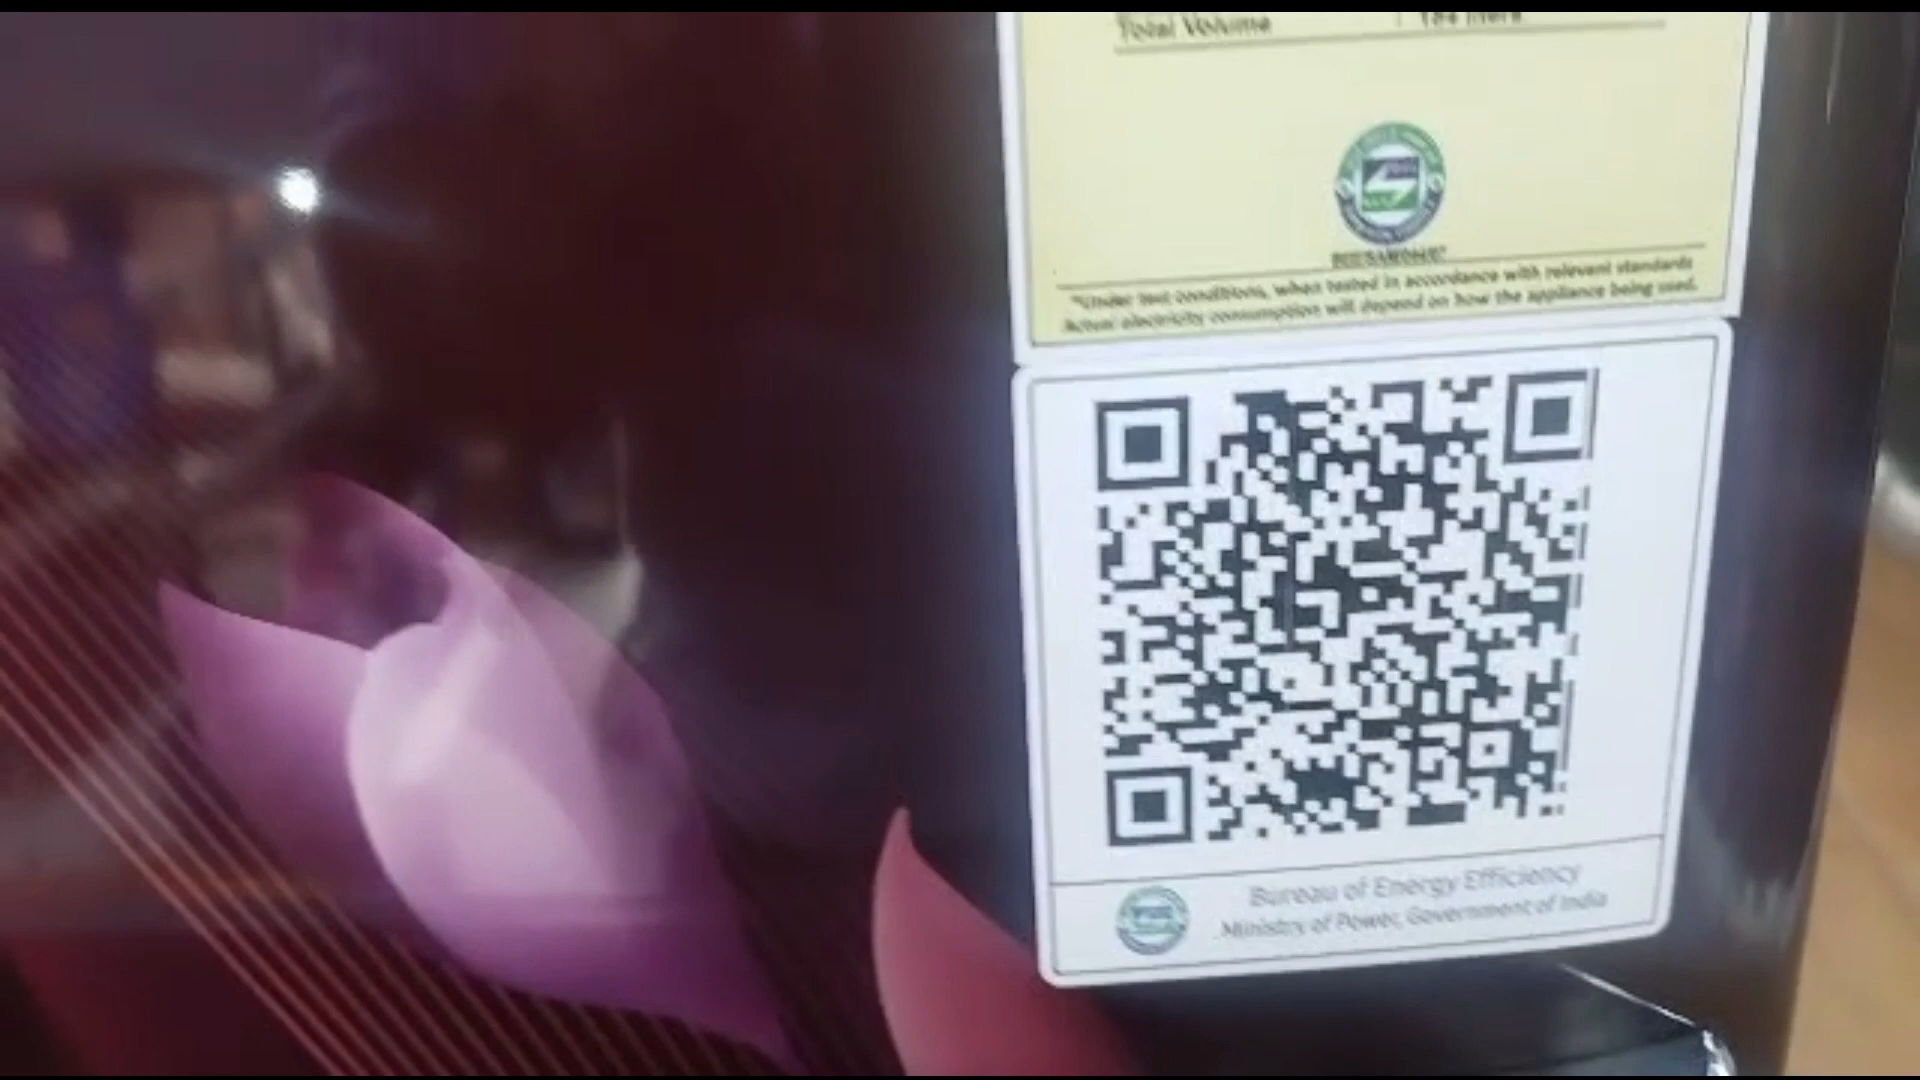 Total Volume
*Under test conditions, when tested in accordance with relevant standards
Actual electricity consumption will depend on how the appliance being used.
Bureau of Energy Efficiency
Ministry of Power, Government of India